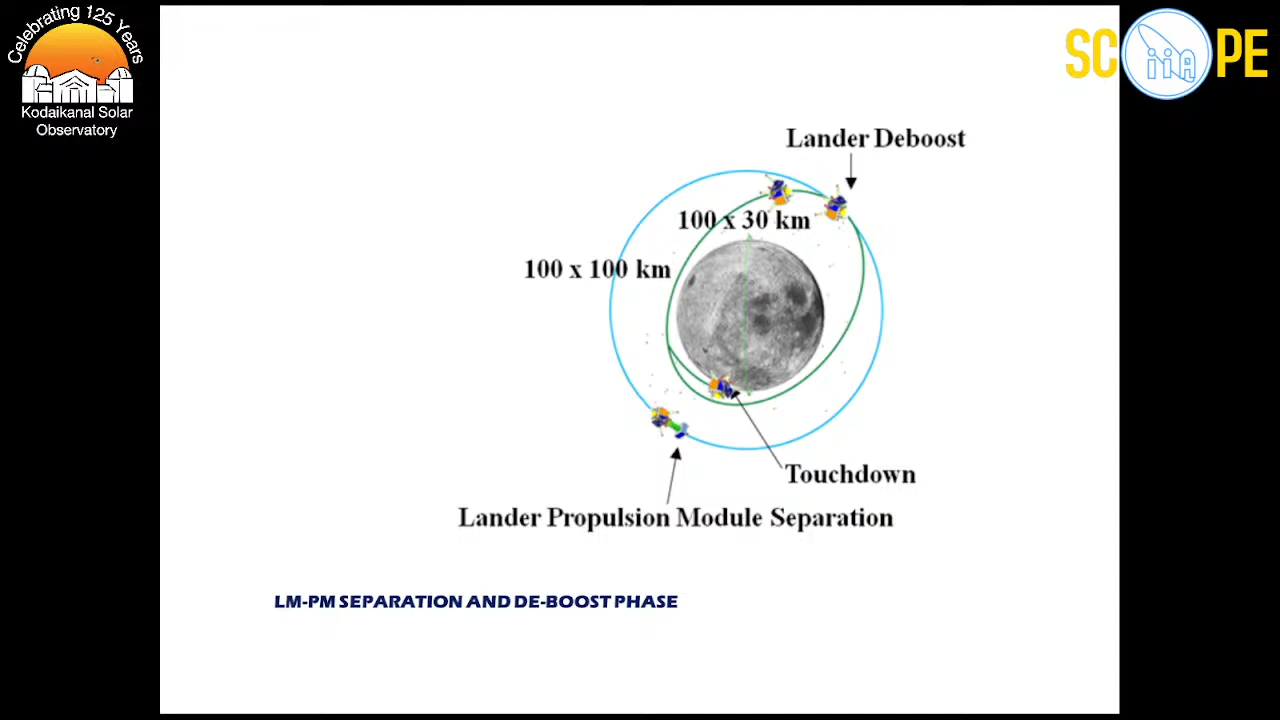 Celebrating 125 Years
Kodaikanal Solar
Observatory
SC iiA PE
Lander Deboost
100 x 30 km
100 x 100 km
Touchdown
Lander Propulsion Module Separation
LM-PM SEPARATION AND DE-BOOST PHASE